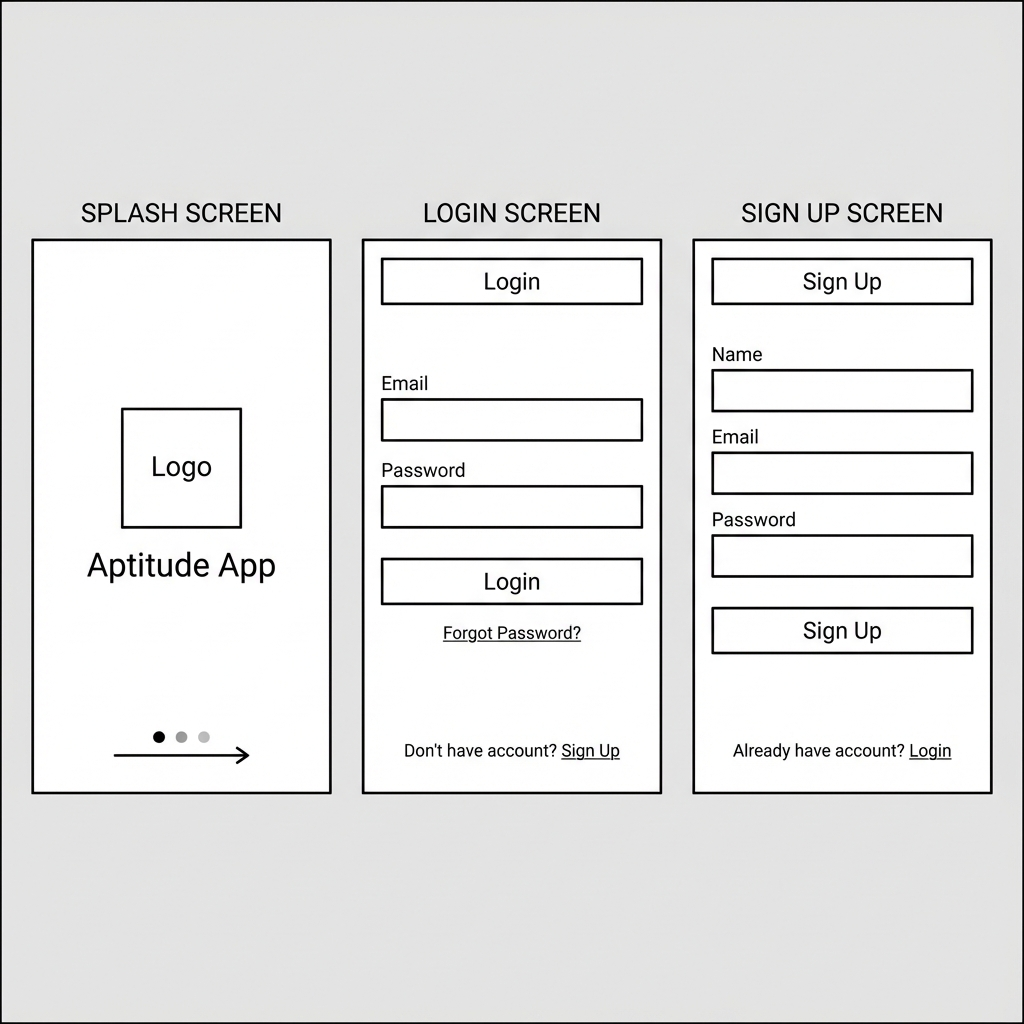 SPLASH SCREEN
Logo
Aptitude App
LOGIN SCREEN
Login
Email
Password
Login
Forgot Password?
Don't have account? Sign Up
SIGN UP SCREEN
Sign Up
Name
Email
Password
Sign Up
Already have account? Login